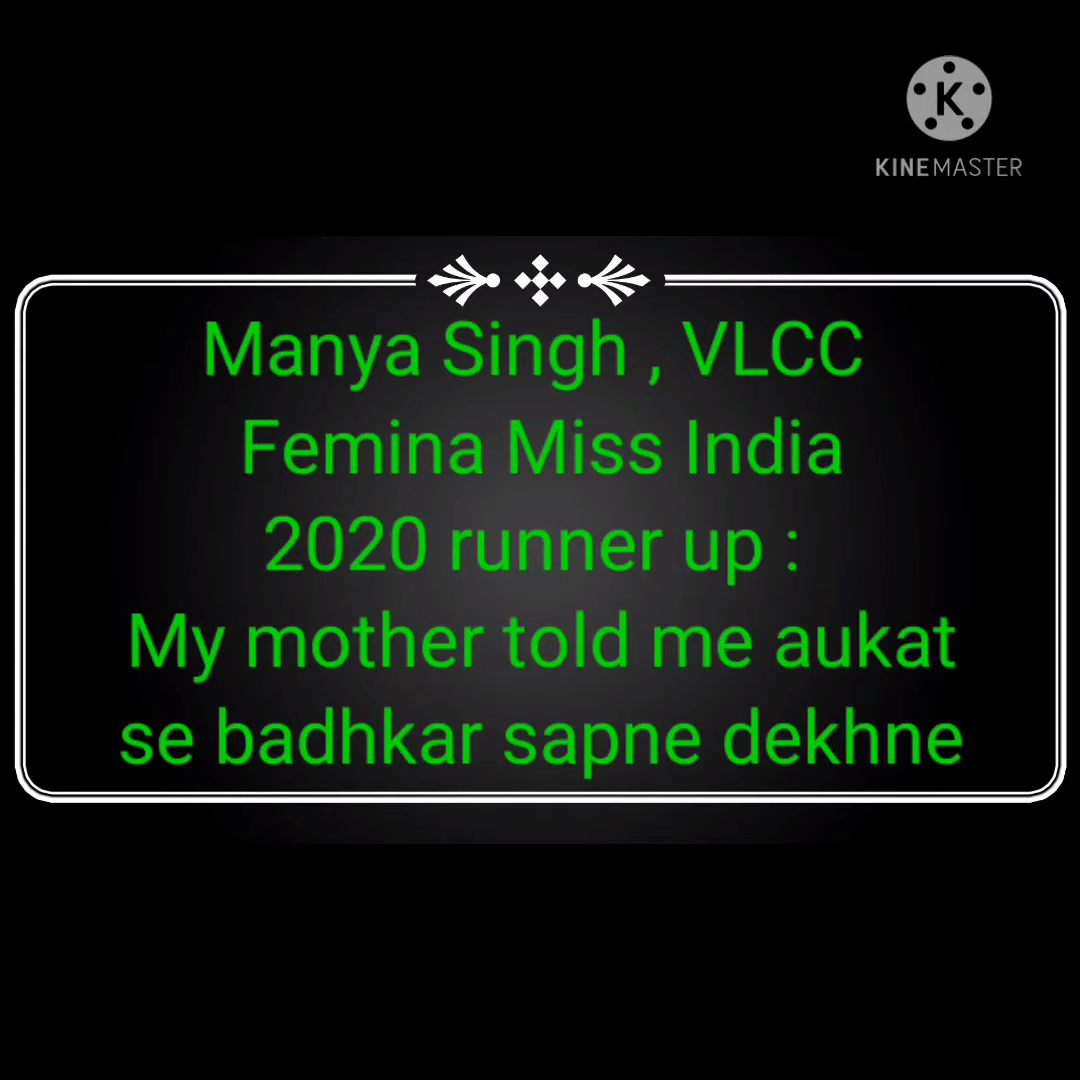 K
KINEMASTER
Manya Singh , VLCC
Femina Miss India
2020 runner up :
My mother told me aukat
se badhkar sapne dekhne